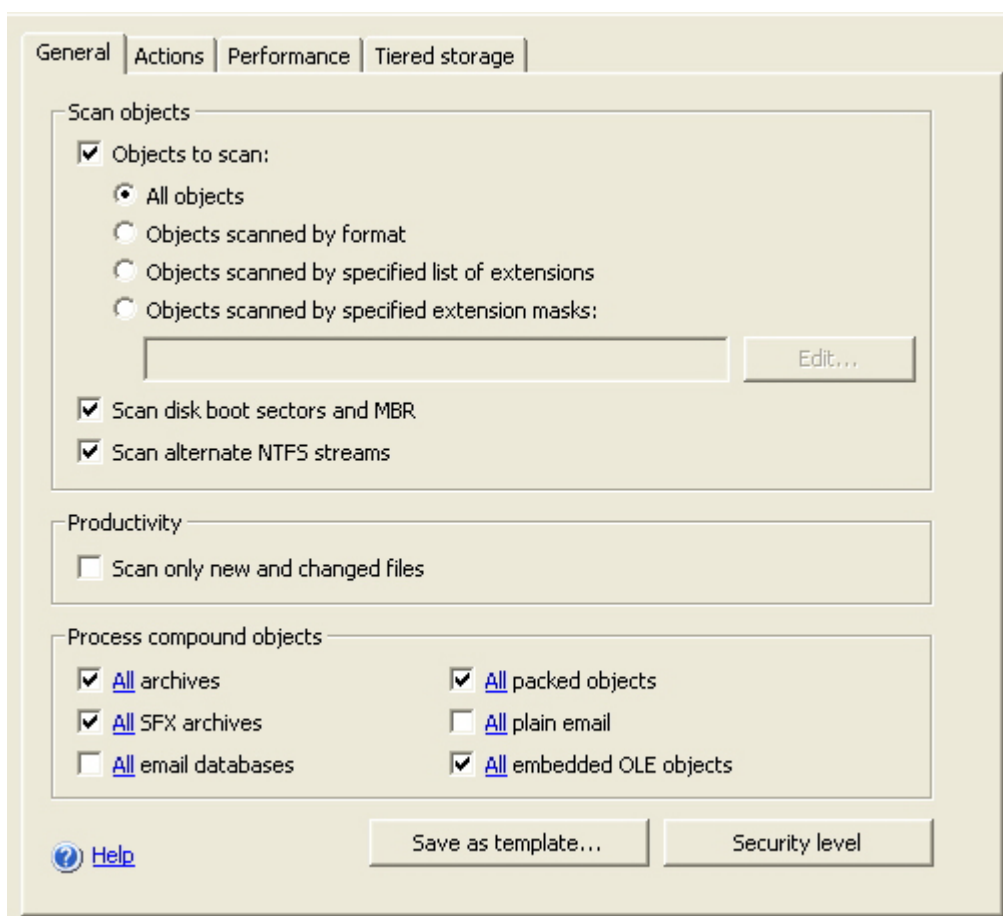 General Actions Performance Tiered storage
Scan objects
Objects to scan:
All objects
Objects scanned by format
Objects scanned by specified list of extensions
Objects scanned by specified extension masks:
Edit...
Scan disk boot sectors and MBR
Scan alternate NTFS streams
Productivity
Scan only new and changed files
Process compound objects
All archives All packed objects
All SFX archives All plain email
All email databases All embedded OLE objects
Help Save as template... Security level